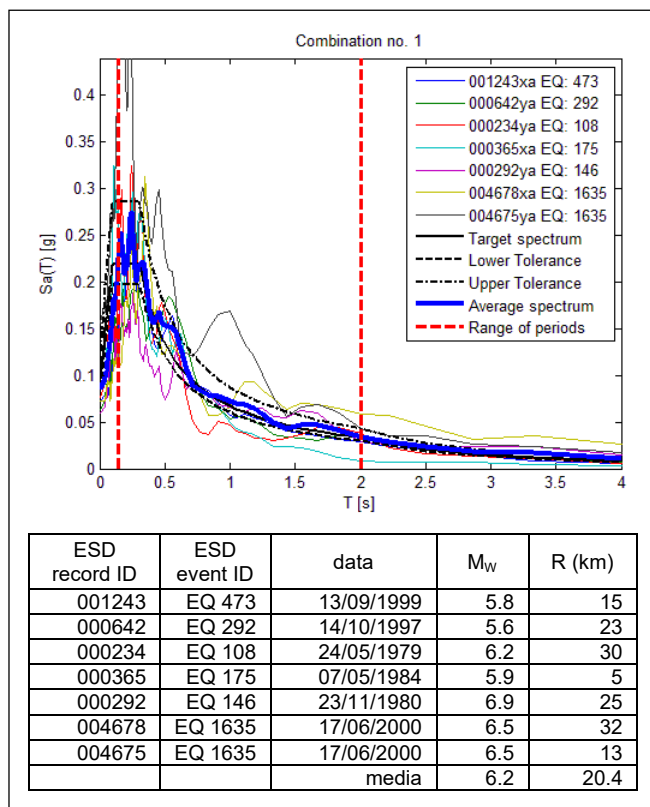 Combination no. 1
Sa(T) [g]
0.4
0.3
0.2
0.15
0.1
0.05
0
0 0.5 1 1.5 2 2.5 3 3.5 4
T [s]
001243xa EQ: 473
000642ya EQ: 292
000234ya EQ: 108
000365xa EQ: 175
000292ya EQ: 146
004678xa EQ: 1635
004675ya EQ: 1635
Target spectrum
Lower Tolerance
Upper Tolerance
Average spectrum
Range of periods
ESD record ID ESD event ID data MW R (km)
001243 EQ 473 13/09/1999 5.8 15
000642 EQ 292 14/10/1997 5.6 23
000234 EQ 108 24/05/1979 6.2 30
000365 EQ 175 07/05/1984 5.9 5
000292 EQ 146 23/11/1980 6.9 25
004678 EQ 1635 17/06/2000 6.5 32
004675 EQ 1635 17/06/2000 6.5 13
media 6.2 20.4